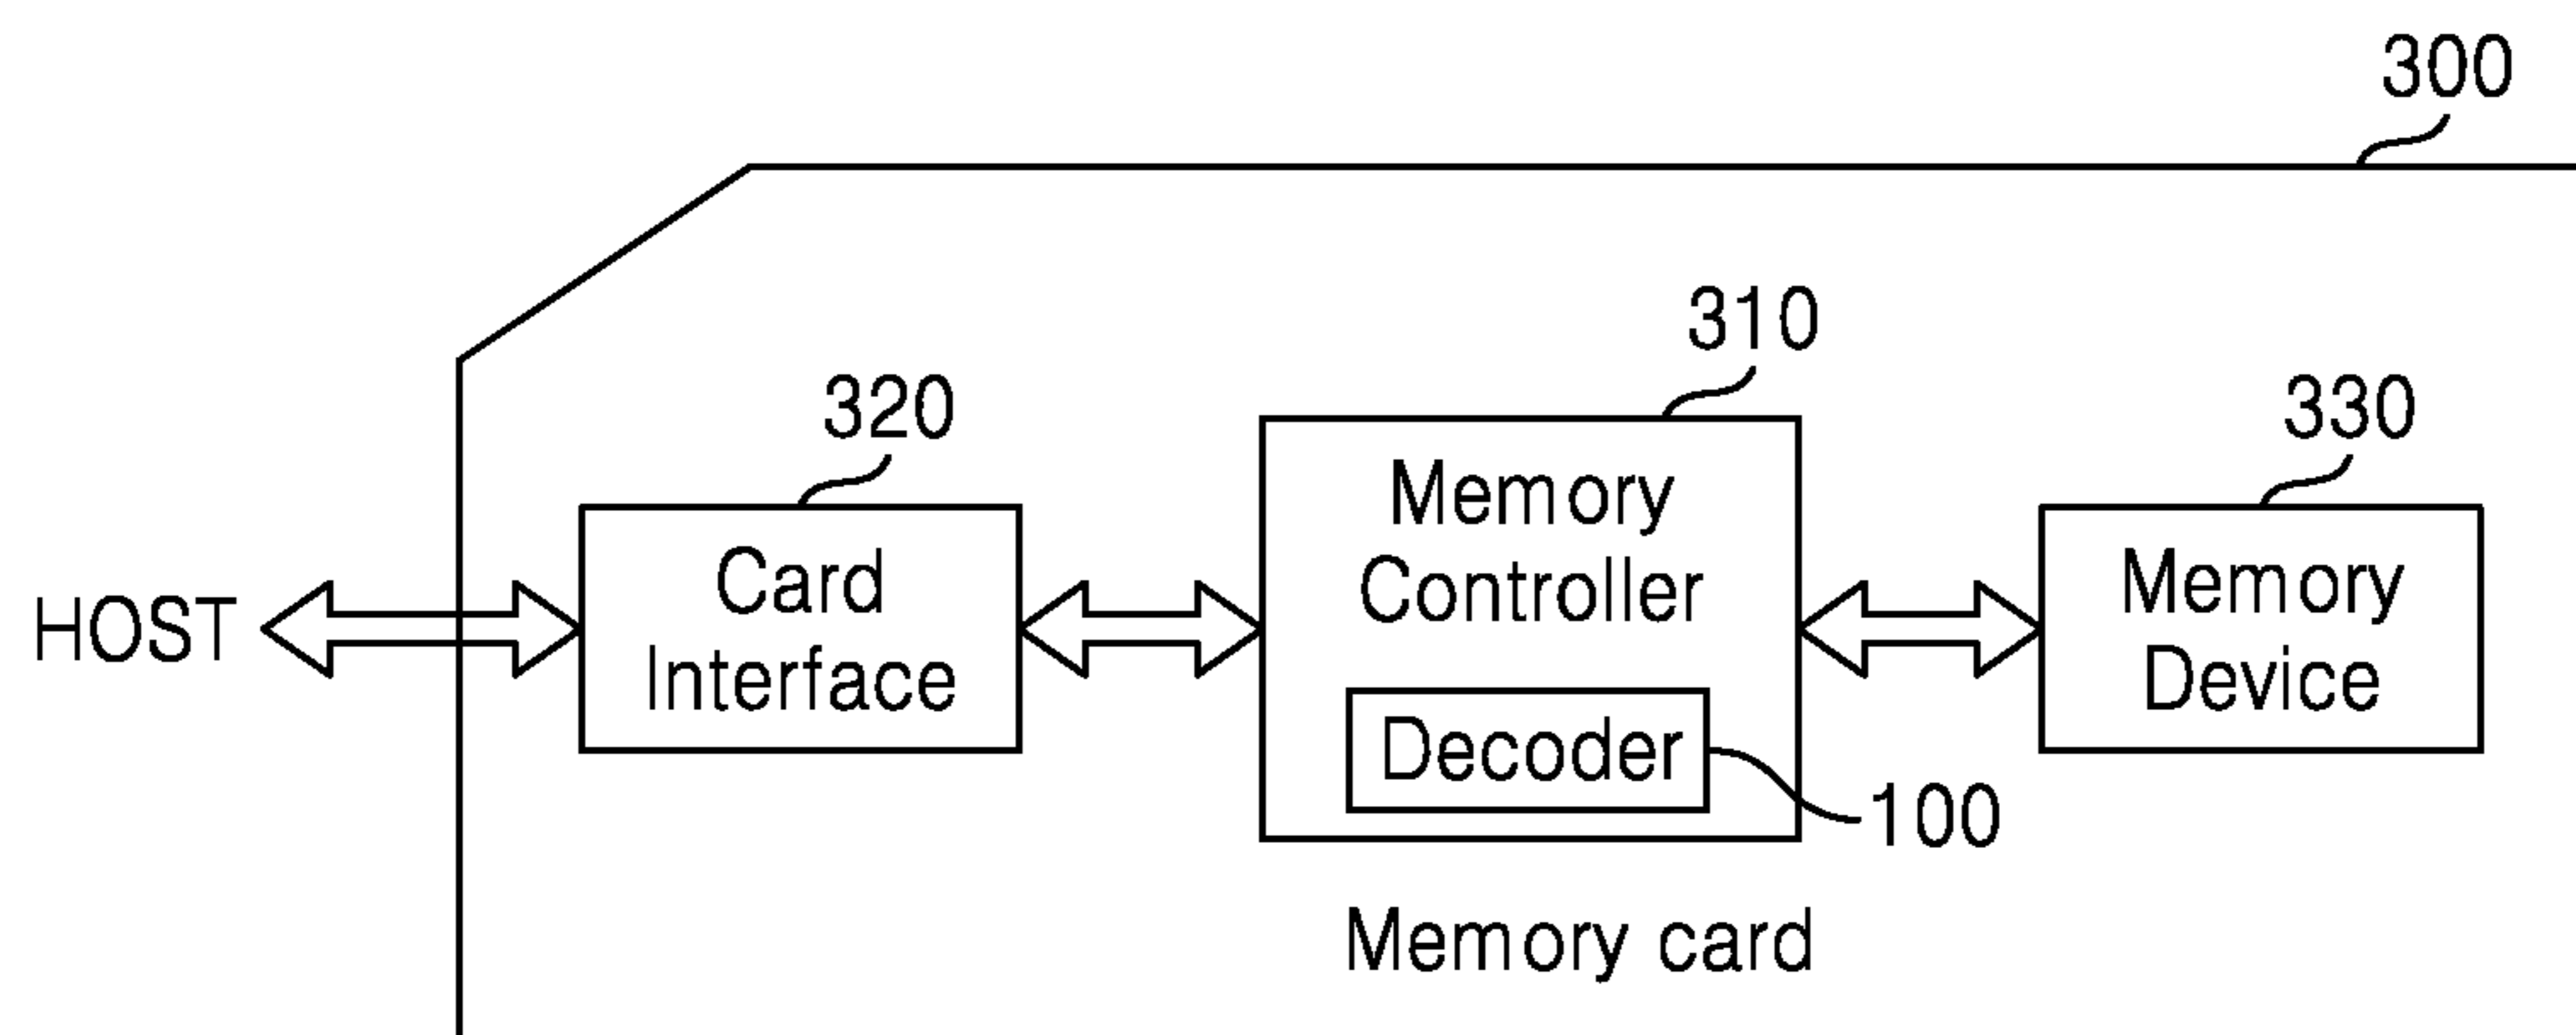 300
310
320
330
HOST
Card
Interface
Memory
Controller
Decoder
Memory
Device
100
Memory card